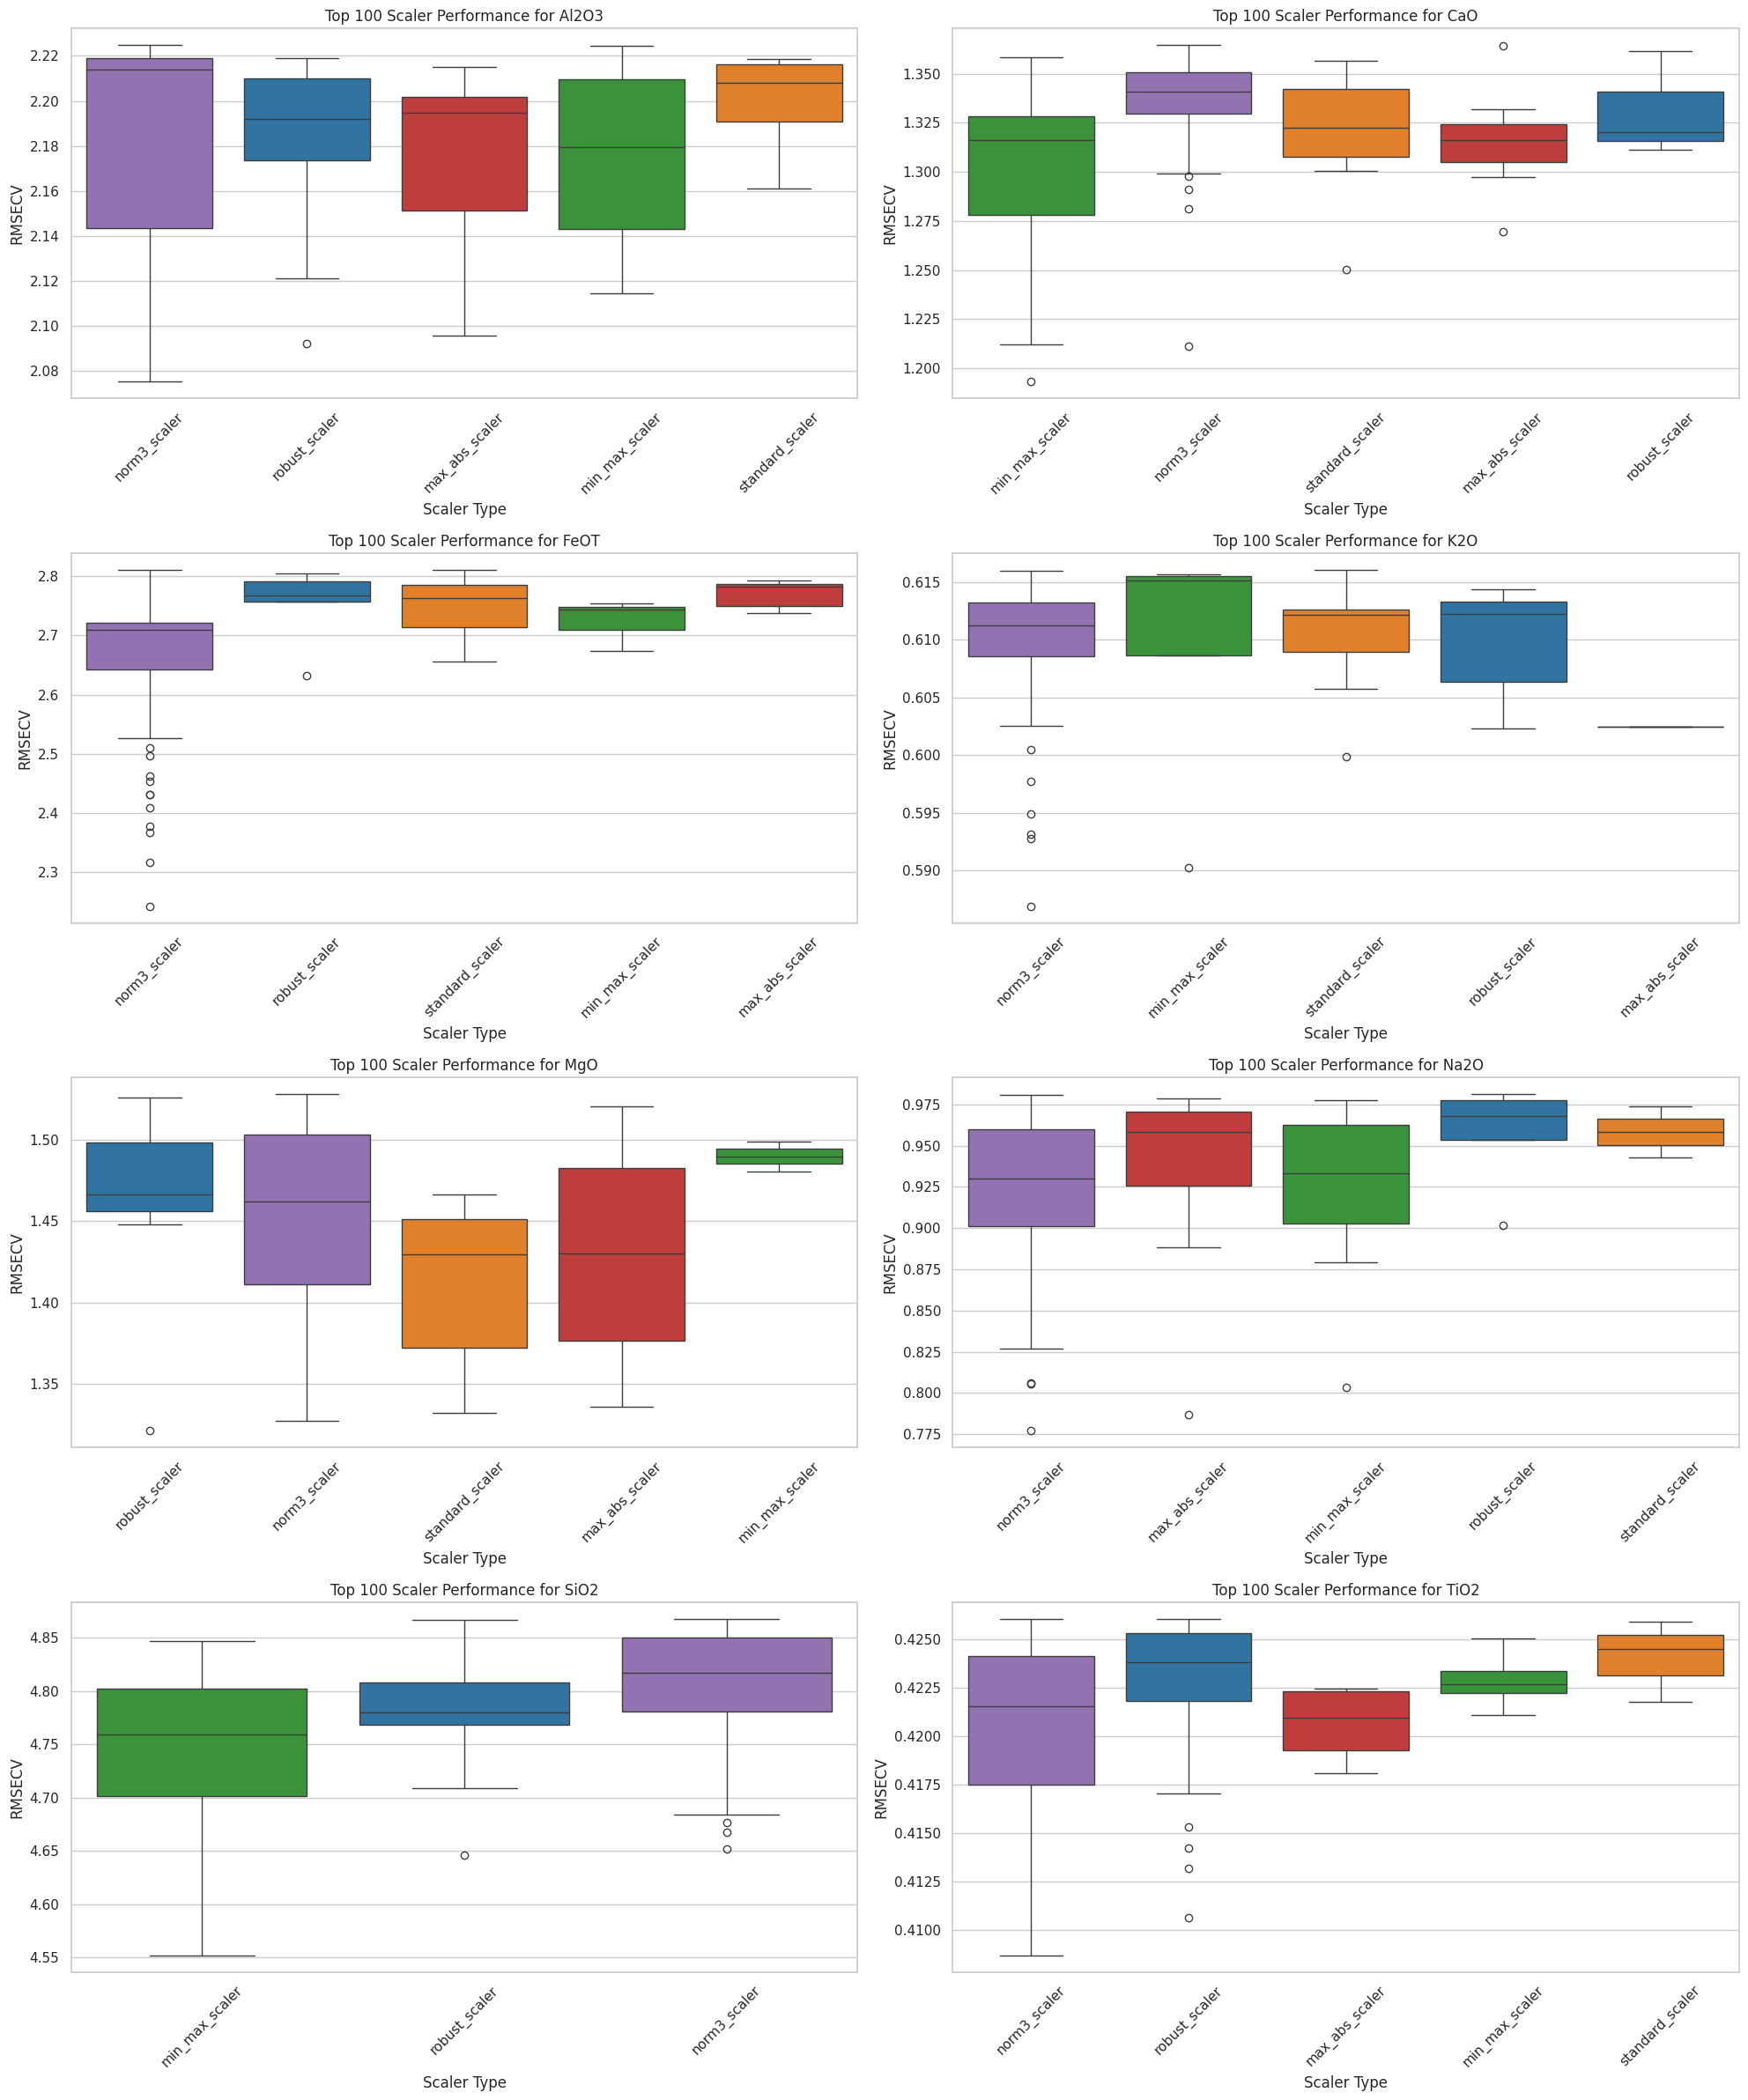 Top 100 Scaler Performance for Al2O3
RMSECV
2.22
2.20
2.18
2.16
2.14
2.12
2.10
2.08
norm3_scaler
robust_scaler
max_abs_scaler
min_max_scaler
standard_scaler
Scaler Type
Top 100 Scaler Performance for CaO
RMSECV
1.350
1.325
1.300
1.275
1.250
1.225
1.200
min_max_scaler
norm3_scaler
standard_scaler
max_abs_scaler
robust_scaler
Scaler Type
Top 100 Scaler Performance for FeOT
RMSECV
2.8
2.7
2.6
2.5
2.4
2.3
norm3_scaler
robust_scaler
standard_scaler
min_max_scaler
max_abs_scaler
Scaler Type
Top 100 Scaler Performance for K2O
RMSECV
0.615
0.610
0.605
0.600
0.595
0.590
norm3_scaler
min_max_scaler
standard_scaler
robust_scaler
max_abs_scaler
Scaler Type
Top 100 Scaler Performance for MgO
RMSECV
1.50
1.45
1.40
1.35
robust_scaler
norm3_scaler
standard_scaler
max_abs_scaler
min_max_scaler
Scaler Type
Top 100 Scaler Performance for Na2O
RMSECV
0.975
0.950
0.925
0.900
0.875
0.850
0.825
0.800
0.775
norm3_scaler
max_abs_scaler
min_max_scaler
robust_scaler
standard_scaler
Scaler Type
Top 100 Scaler Performance for SiO2
RMSECV
4.85
4.80
4.75
4.70
4.65
4.60
4.55
min_max_scaler
robust_scaler
norm3_scaler
Scaler Type
Top 100 Scaler Performance for TiO2
RMSECV
0.4250
0.4225
0.4200
0.4175
0.4150
0.4125
0.4100
norm3_scaler
robust_scaler
max_abs_scaler
min_max_scaler
standard_scaler
Scaler Type